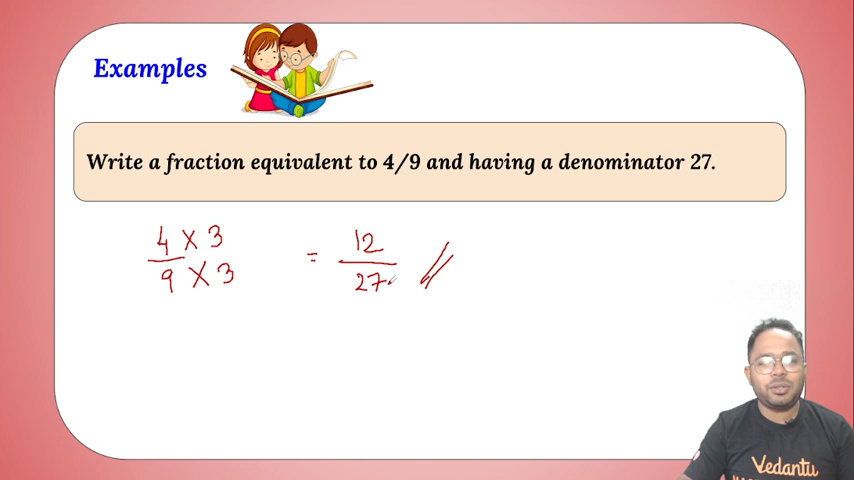 Examples
Write a fraction equivalent to 4/9 and having a denominator 27.
4 × 3 = 12
9 × 3 27
Vedantu